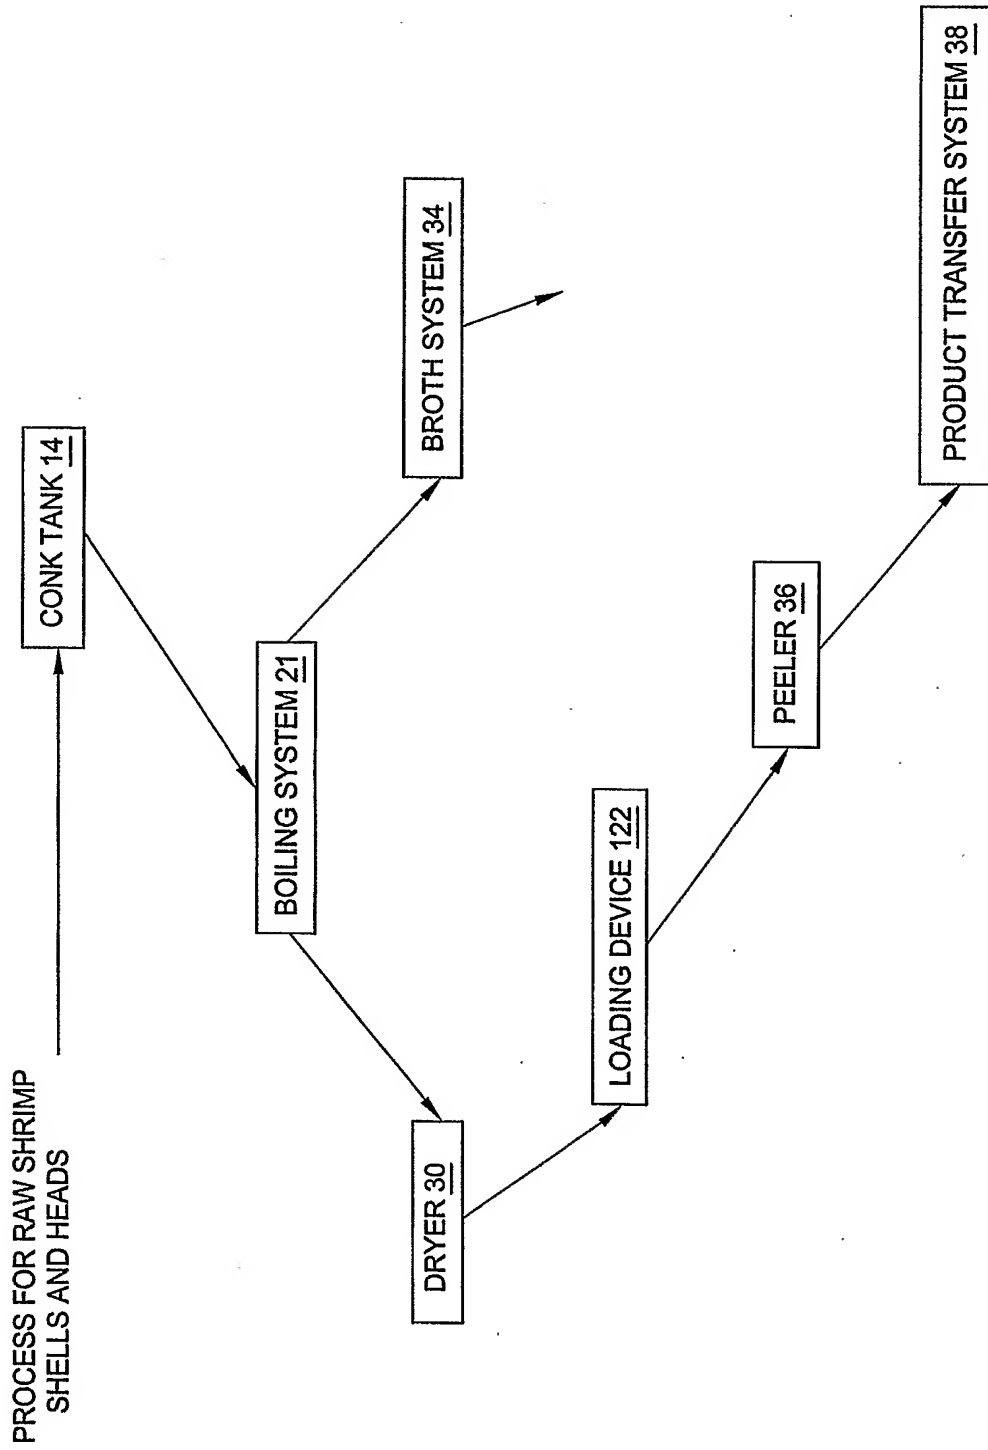 PROCESS FOR RAW SHRIMP
SHELLS AND HEADS
CONK TANK 14
BOILING SYSTEM 21
BROTH SYSTEM 34
DRYER 30
LOADING DEVICE 122
PEELER 36
PRODUCT TRANSFER SYSTEM 38